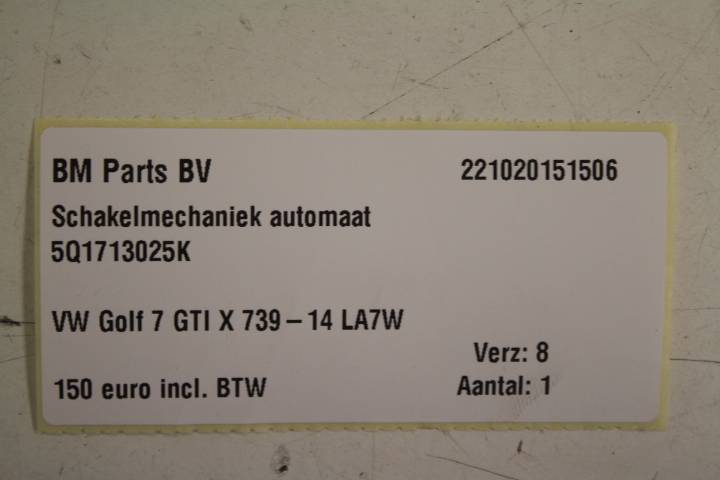 BM Parts BV 221020151506
Schakelmechaniek automaat
5Q1713025K
VW Golf 7 GTI X 739 – 14 LA7W
Verz: 8
150 euro incl. BTW Aantal: 1